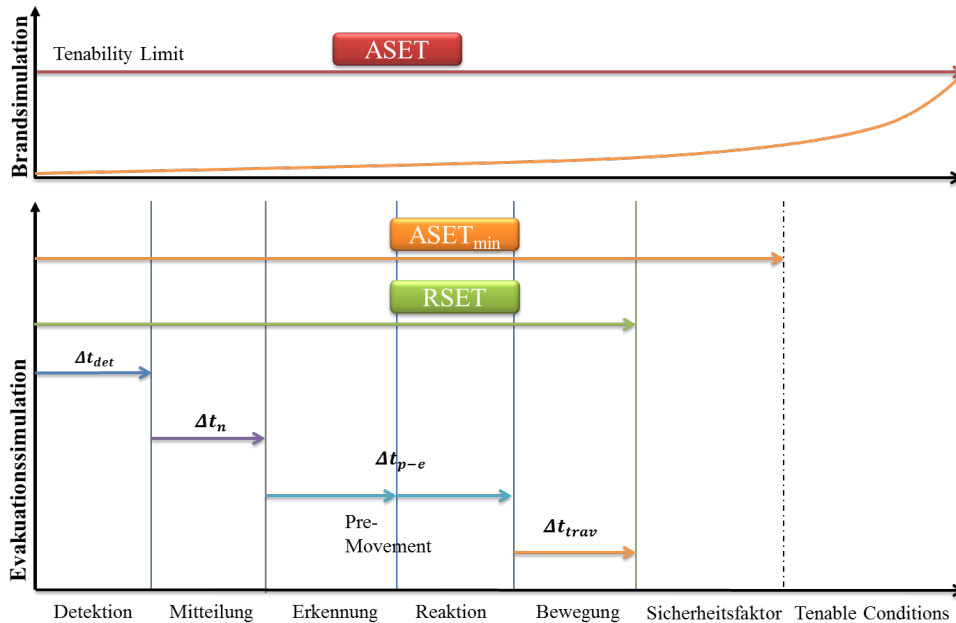 Brandsimulation
Tenability Limit
ASET
Evakuationssimulation
ASETmin
RSET
Δtdet
Δtn
Δtp−e
Pre-
Movement
Δttrav
Detektion Mitteilung Erkennung Reaktion Bewegung Sicherheitsfaktor Tenable Conditions